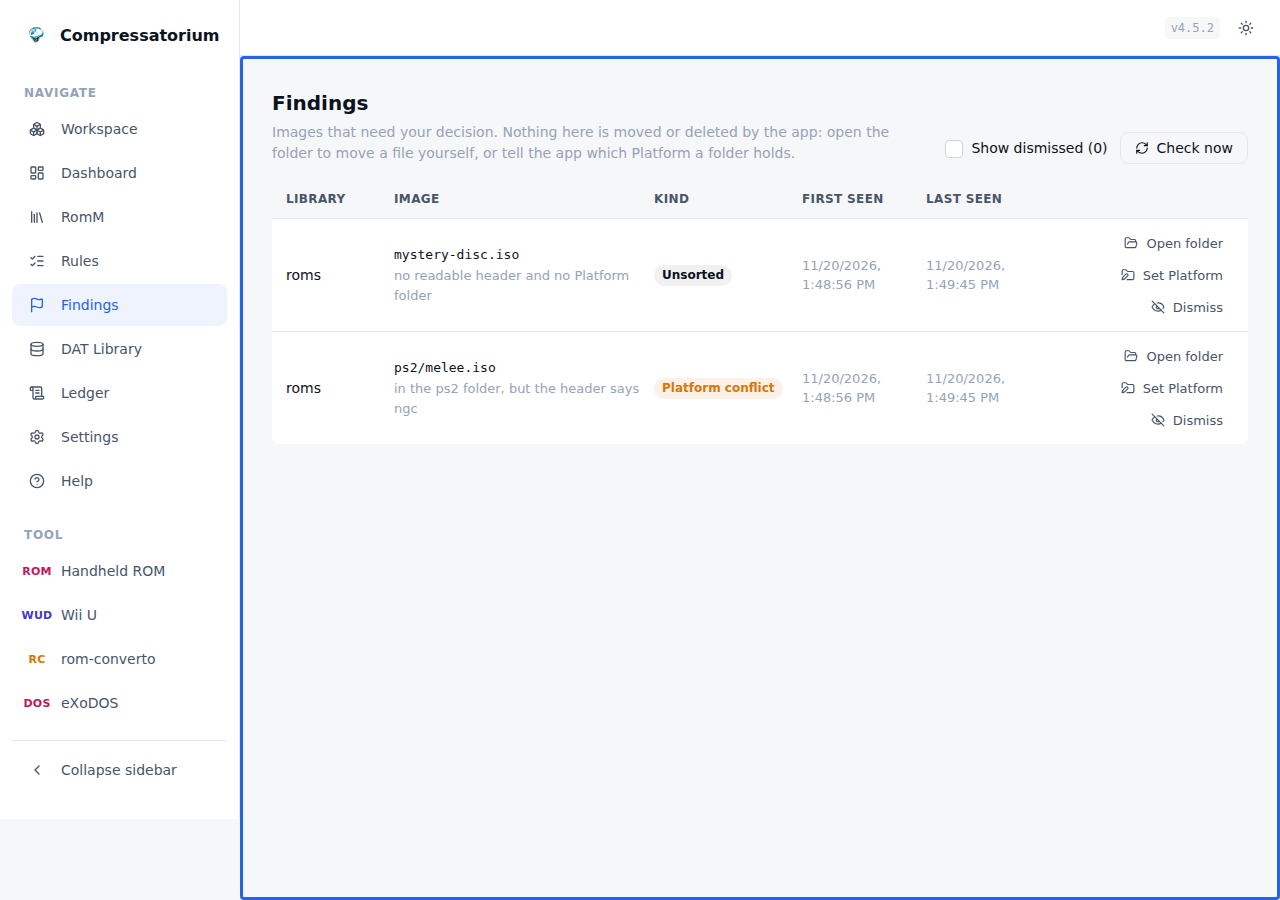 Compressatorium
v4.5.2
NAVIGATE
Workspace
Dashboard
RomM
Rules
Findings
DAT Library
Ledger
Settings
Help
TOOL
ROM Handheld ROM
WUD Wii U
RC rom-converto
DOS eXoDOS
Collapse sidebar
Findings
Images that need your decision. Nothing here is moved or deleted by the app: open the
folder to move a file yourself, or tell the app which Platform a folder holds.
Show dismissed (0)
Check now
LIBRARY IMAGE KIND FIRST SEEN LAST SEEN
roms
mystery-disc.iso
no readable header and no Platform
folder
Unsorted
11/20/2026,
1:48:56 PM
11/20/2026,
1:49:45 PM
Open folder
Set Platform
Dismiss
roms
ps2/melee.iso
in the ps2 folder, but the header says
ngc
Platform conflict
11/20/2026,
1:48:56 PM
11/20/2026,
1:49:45 PM
Open folder
Set Platform
Dismiss